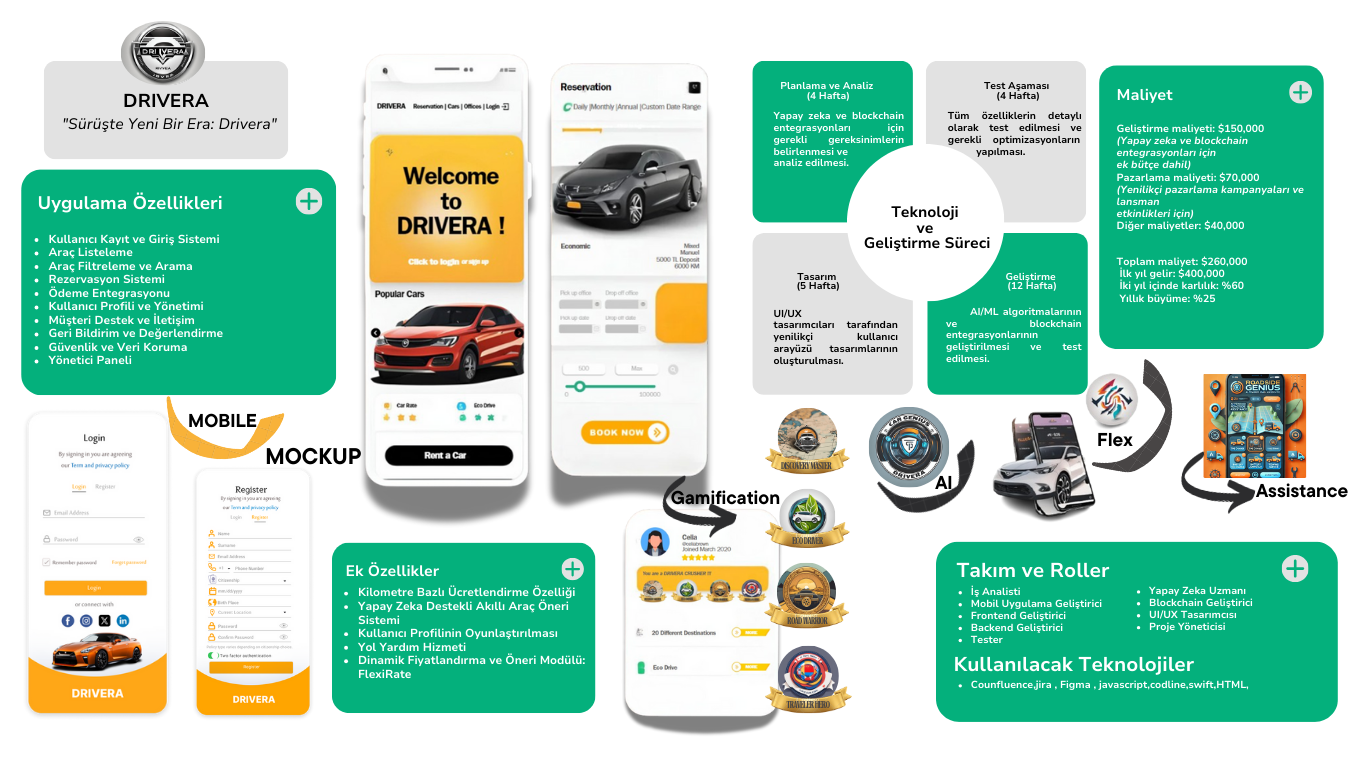 DRIVERA
DRIVERA
"Sürüşte Yeni Bir Era: Drivera"
Uygulama Özellikleri
Kullanıcı Kayıt ve Giriş Sistemi
Araç Listeleme
Araç Filtreleme ve Arama
Rezervasyon Sistemi
Ödeme Entegrasyonu
Kullanıcı Profili ve Yönetimi
Müşteri Destek ve İletişim
Geri Bildirim ve Değerlendirme
Güvenlik ve Veri Koruma
Yönetici Paneli
MOBILE
MOCKUP
Login
By signing in you are agreeing
our Term and privacy policy
Login Register
Email Address
Password
Remember password Forgot password
Login
or connect with
DRIVERA
Register
By signing in you are agreeing
our Term and privacy policy
Login Register
Name
Surname
Email Address
+1 Phone Number
Citizenship
Birth Place
Password
Confirm Password
Two factor authentication
Register
DRIVERA
DRIVERA Reservation | Cars | Offices | Login
Welcome
to
DRIVERA !
Click to login or sign up
Popular Cars
Car Rate Eco Drive
Rent a Car
Reservation
Daily |Monthly |Annual |Custom Date Range
Economic
Mixed
Manuel
5000 TL Deposit
6000 KM
Pick up office Drop off office
Pick up date Drop off date
500 Max
0 100000
BOOK NOW
Ek Özellikler
Kilometre Bazlı Ücretlendirme Özelliği
Yapay Zeka Destekli Akıllı Araç Öneri
Sistemi
Kullanıcı Profilinin Oyunlaştırılması
Yol Yardım Hizmeti
Dinamik Fiyatlandırma ve Öneri Modülü:
FlexiRate
Gamification
Celia
Joined March 2020
You are a DRIVERA CRUSHER !!!
20 Different Destinations
MORE
Eco Drive
MORE
DISCOVERY MASTER
ECO DRIVER
ROAD WARRIOR
TRAVELER HERO
Planlama ve Analiz
(4 Hafta)
Yapay zeka ve blockchain
entegrasyonları için
gerekli gereksinimlerin
belirlenmesi ve
analiz edilmesi.
Test Aşaması
(4 Hafta)
Tüm özelliklerin detaylı
olarak test edilmesi ve
gerekli optimizasyonların
yapılması.
Teknoloji
ve
Geliştirme Süreci
Tasarım
(5 Hafta)
UI/UX
tasarımcıları tarafından
yenilikçi kullanıcı
arayüzü tasarımlarının
oluşturulması.
Geliştirme
(12 Hafta)
AI/ML algoritmalarının
ve blockchain
entegrasyonlarının
geliştirilmesi ve test
edilmesi.
Maliyet
Geliştirme maliyeti: $150,000
(Yapay zeka ve blockchain
entegrasyonları için
ek bütçe dahil)
Pazarlama maliyeti: $70,000
(Yenilikçi pazarlama kampanyaları ve
lansman
etkinlikleri için)
Diğer maliyetler: $40,000
Toplam maliyet: $260,000
İlk yıl gelir: $400,000
İki yıl içinde karlılık: %60
Yıllık büyüme: %25
CAR GENIUS
DRIVERA
AI
Flex
ROADSIDE
GENIUS
Assistance
Takım ve Roller
İş Analisti
Mobil Uygulama Geliştirici
Frontend Geliştirici
Backend Geliştirici
Tester
Yapay Zeka Uzmanı
Blockchain Geliştirici
UI/UX Tasarımcısı
Proje Yöneticisi
Kullanılacak Teknolojiler
Counfluence,jira , Figma , javascript,codline,swift,HTML,